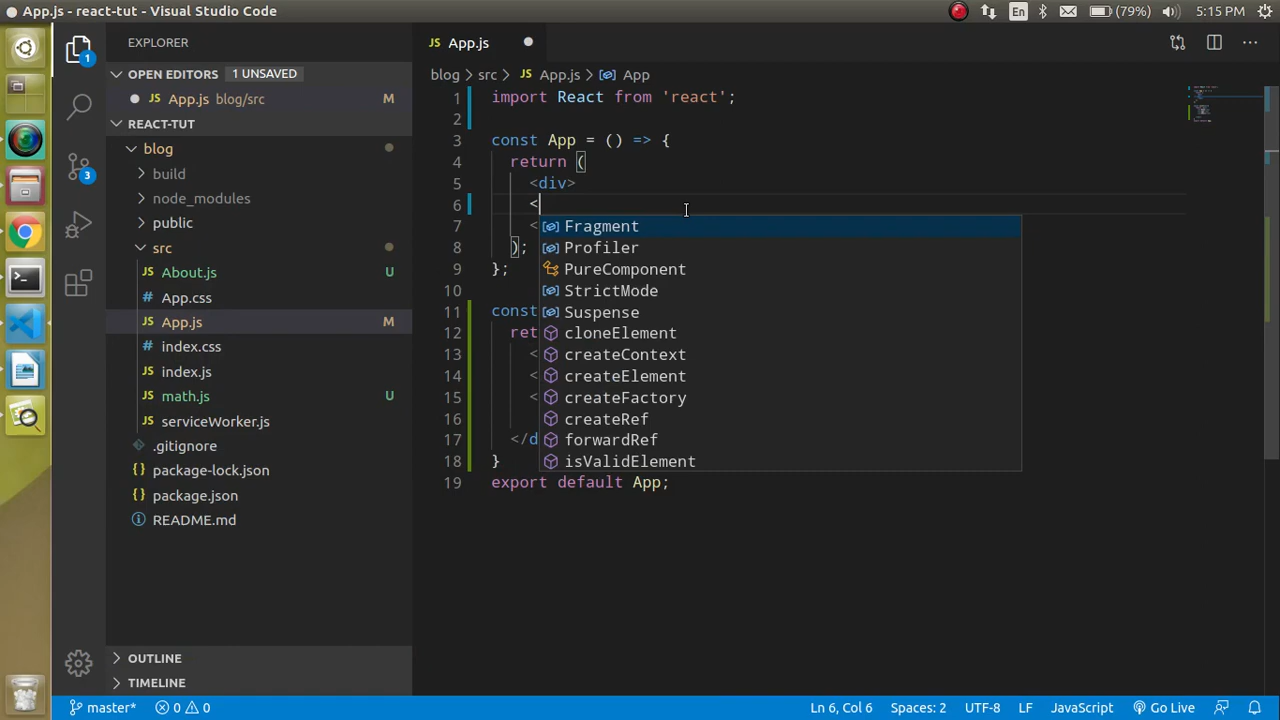 App.js - react-tut - Visual Studio Code
En
(79%)
5:15 PM
EXPLORER
App.js
OPEN EDITORS
1 UNSAVED
App.js blog/src
M
REACT-TUT
blog
build
node_modules
public
src
About.js
U
App.css
App.js
M
index.css
index.js
math.js
U
serviceWorker.js
.gitignore
package-lock.json
package.json
README.md
OUTLINE
TIMELINE
1
3
blog > src > App.js > App
1 import React from 'react';
2
3 const App = () => {
4 return (
5 <div>
6 <
7 <
8 );
9 };
10
11 const
12 ret
13 <
14 <
15 <
16
17 </d
18 }
19 export default App;
Fragment
Profiler
PureComponent
StrictMode
Suspense
cloneElement
createContext
createElement
createFactory
createRef
forwardRef
isValidElement
master*
0
0
Ln 6, Col 6
Spaces: 2
UTF-8
LF
JavaScript
Go Live